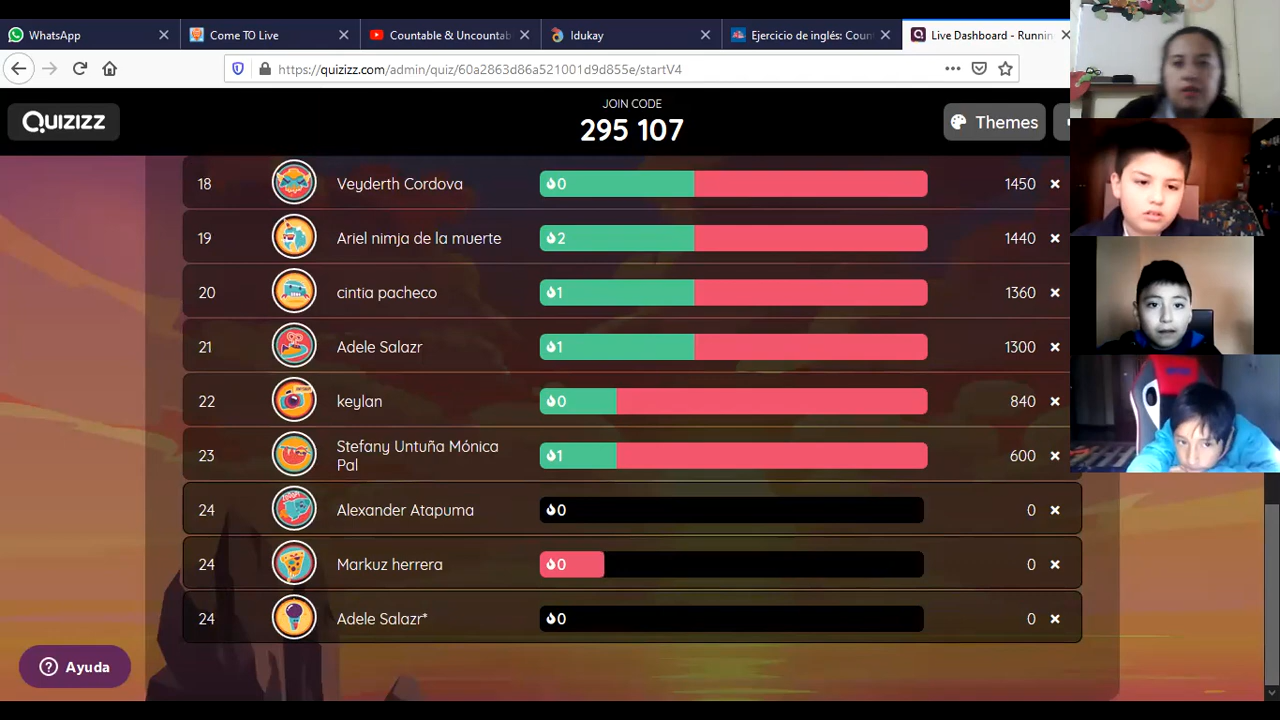 WhatsApp
Come TO Live
Countable & Uncounta
Idukay
Ejercicio de inglés: Coun
Live Dashboard - Runnin
https://quizizz.com/admin/quiz/60a2863d86a521001d9d855e/startV4
Quizizz
JOIN CODE
295 107
Themes
18 Veyderth Cordova 0 1450
19 Ariel nimja de la muerte 2 1440
20 cintia pacheco 1 1360
21 Adele Salazr 1 1300
22 keylan 0 840
23 Stefany Untuña Mónica
Pal 1 600
24 Alexander Atapuma 0 0
24 Markuz herrera 0 0
24 Adele Salazr* 0 0
Ayuda